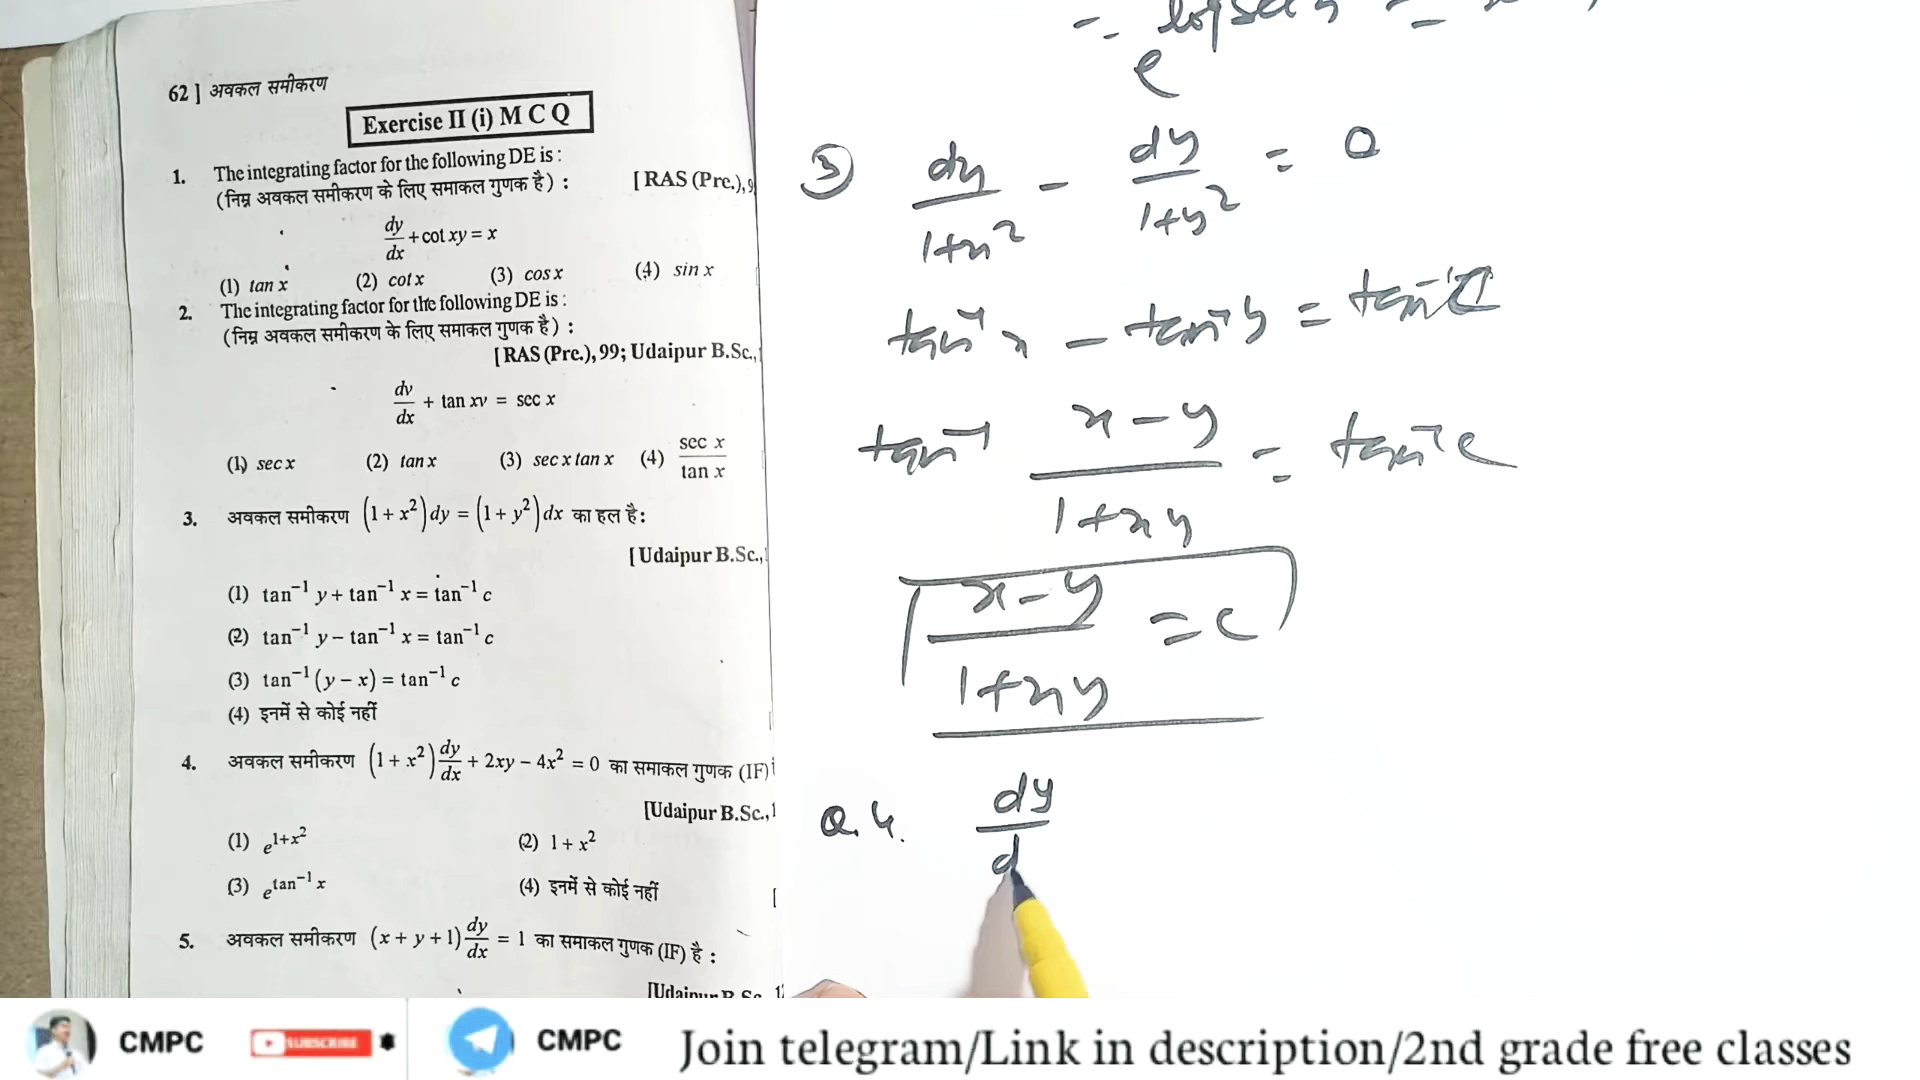 62 ] अवकल समीकरण
Exercise II (i) M C Q
1. The integrating factor for the following DE is :
(निम्न अवकल समीकरण के लिए समाकल गुणक है) : [ RAS (Pre.), 9
dy/dx + cot xy = x
(1) tan x (2) cot x (3) cos x (4) sin x
2. The integrating factor for the following DE is :
(निम्न अवकल समीकरण के लिए समाकल गुणक है) :
[ RAS (Pre.), 99; Udaipur B.Sc.,
dv/dx + tan xv = sec x
(1) sec x (2) tan x (3) sec x tan x (4) sec x / tan x
3. अवकल समीकरण (1 + x²) dy = (1 + y²) dx का हल है :
[ Udaipur B.Sc.,
(1) tan⁻¹ y + tan⁻¹ x = tan⁻¹ c
(2) tan⁻¹ y − tan⁻¹ x = tan⁻¹ c
(3) tan⁻¹ (y − x) = tan⁻¹ c
(4) इनमें से कोई नहीं
4. अवकल समीकरण (1 + x²) dy/dx + 2xy − 4x² = 0 का समाकल गुणक (IF)
[Udaipur B.Sc., 1
(1) e^(1+x²) (2) 1 + x²
(3) e^(tan⁻¹ x) (4) इनमें से कोई नहीं
5. अवकल समीकरण (x + y + 1) dy/dx = 1 का समाकल गुणक (IF) है :
[Udaipur B.Sc.
3) dx/1+x² − dy/1+y² = 0
tan⁻¹ x − tan⁻¹ y = tan⁻¹ c
tan⁻¹ x − y / 1 + xy = tan⁻¹ c
x − y / 1 + xy = c
Q.4. dy/d
CMPC SUBSCRIBE CMPC Join telegram/Link in description/2nd grade free classes